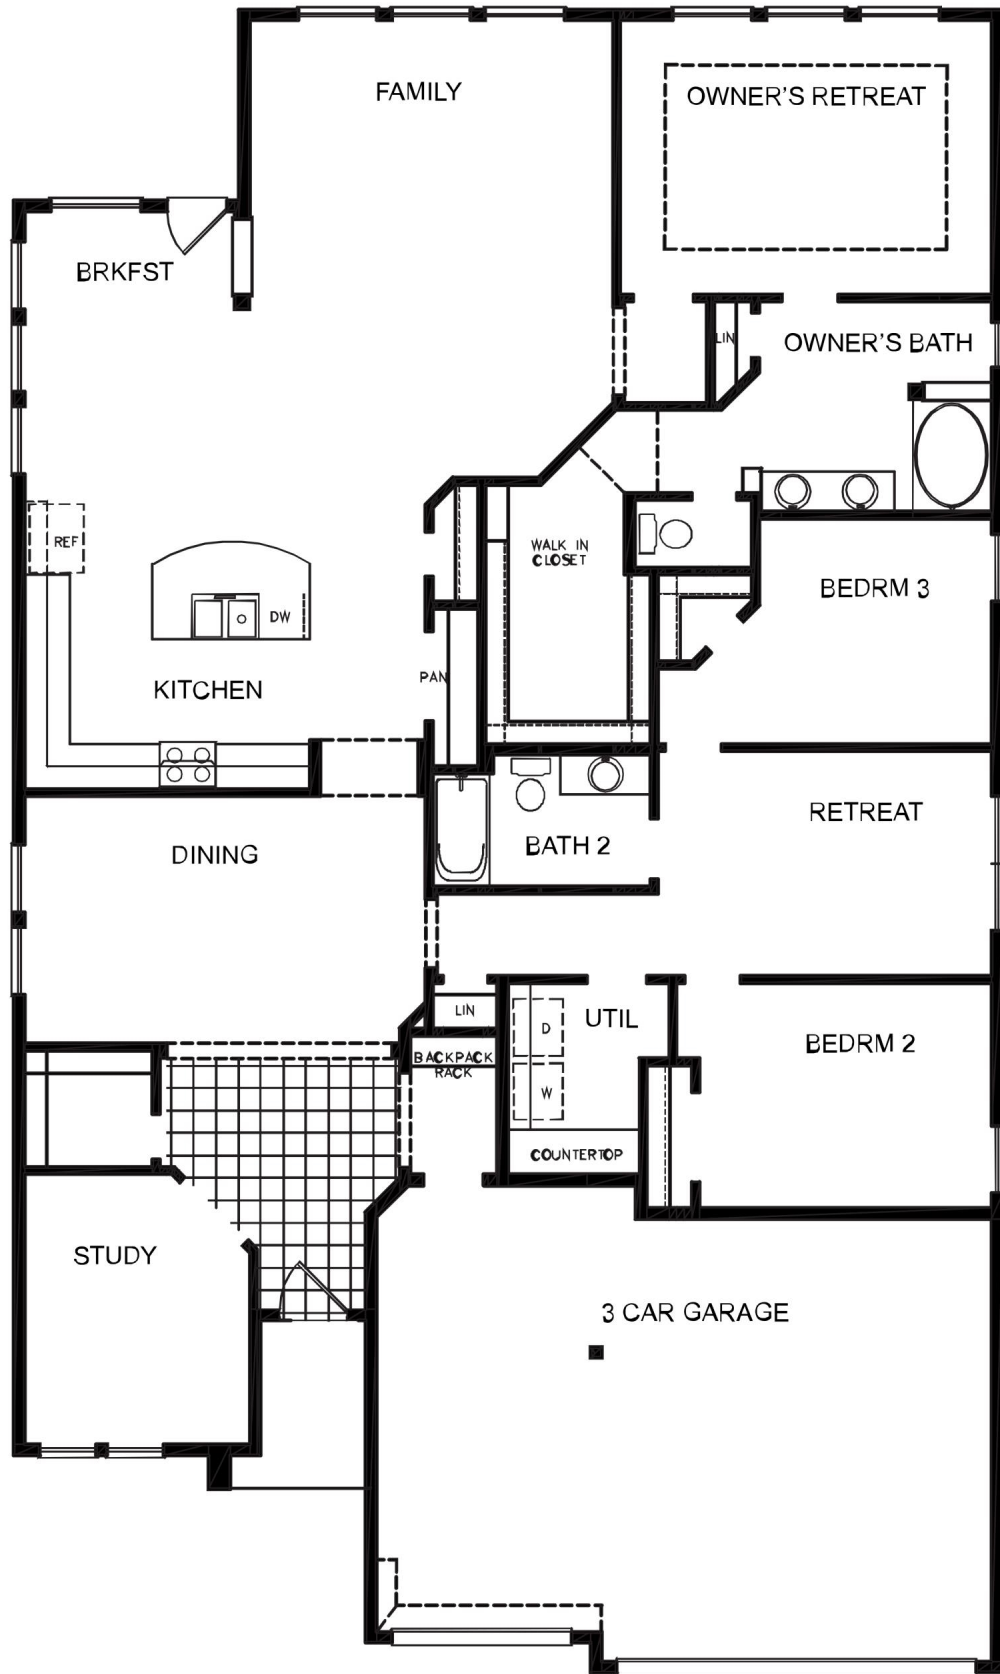 FAMILY
OWNER'S RETREAT
BRKFST
LIN
OWNER'S BATH
REF
WALK IN
CLOSET
BEDRM 3
DW
PAN
KITCHEN
RETREAT
DINING
BATH 2
LIN
UTIL
D
BEDRM 2
BACKPACK
RACK
W
COUNTERTOP
STUDY
3 CAR GARAGE